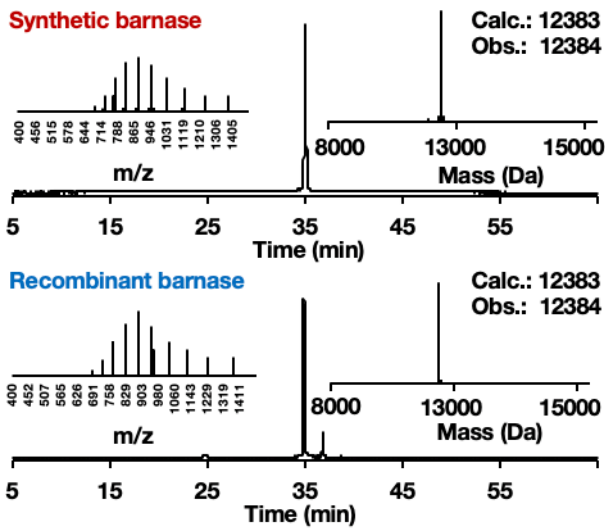 Synthetic barnase
Calc.: 12383
Obs.: 12384
400 456 515 578 644 714 788 865 946 1031 1119 1210 1306 1405
m/z
8000 13000 15000
Mass (Da)
5 15 25 35 45 55
Time (min)
Recombinant barnase
Calc.: 12383
Obs.: 12384
400 452 507 565 626 691 758 829 903 980 1060 1143 1229 1319 1411
m/z
8000 13000 15000
Mass (Da)
5 15 25 35 45 55
Time (min)